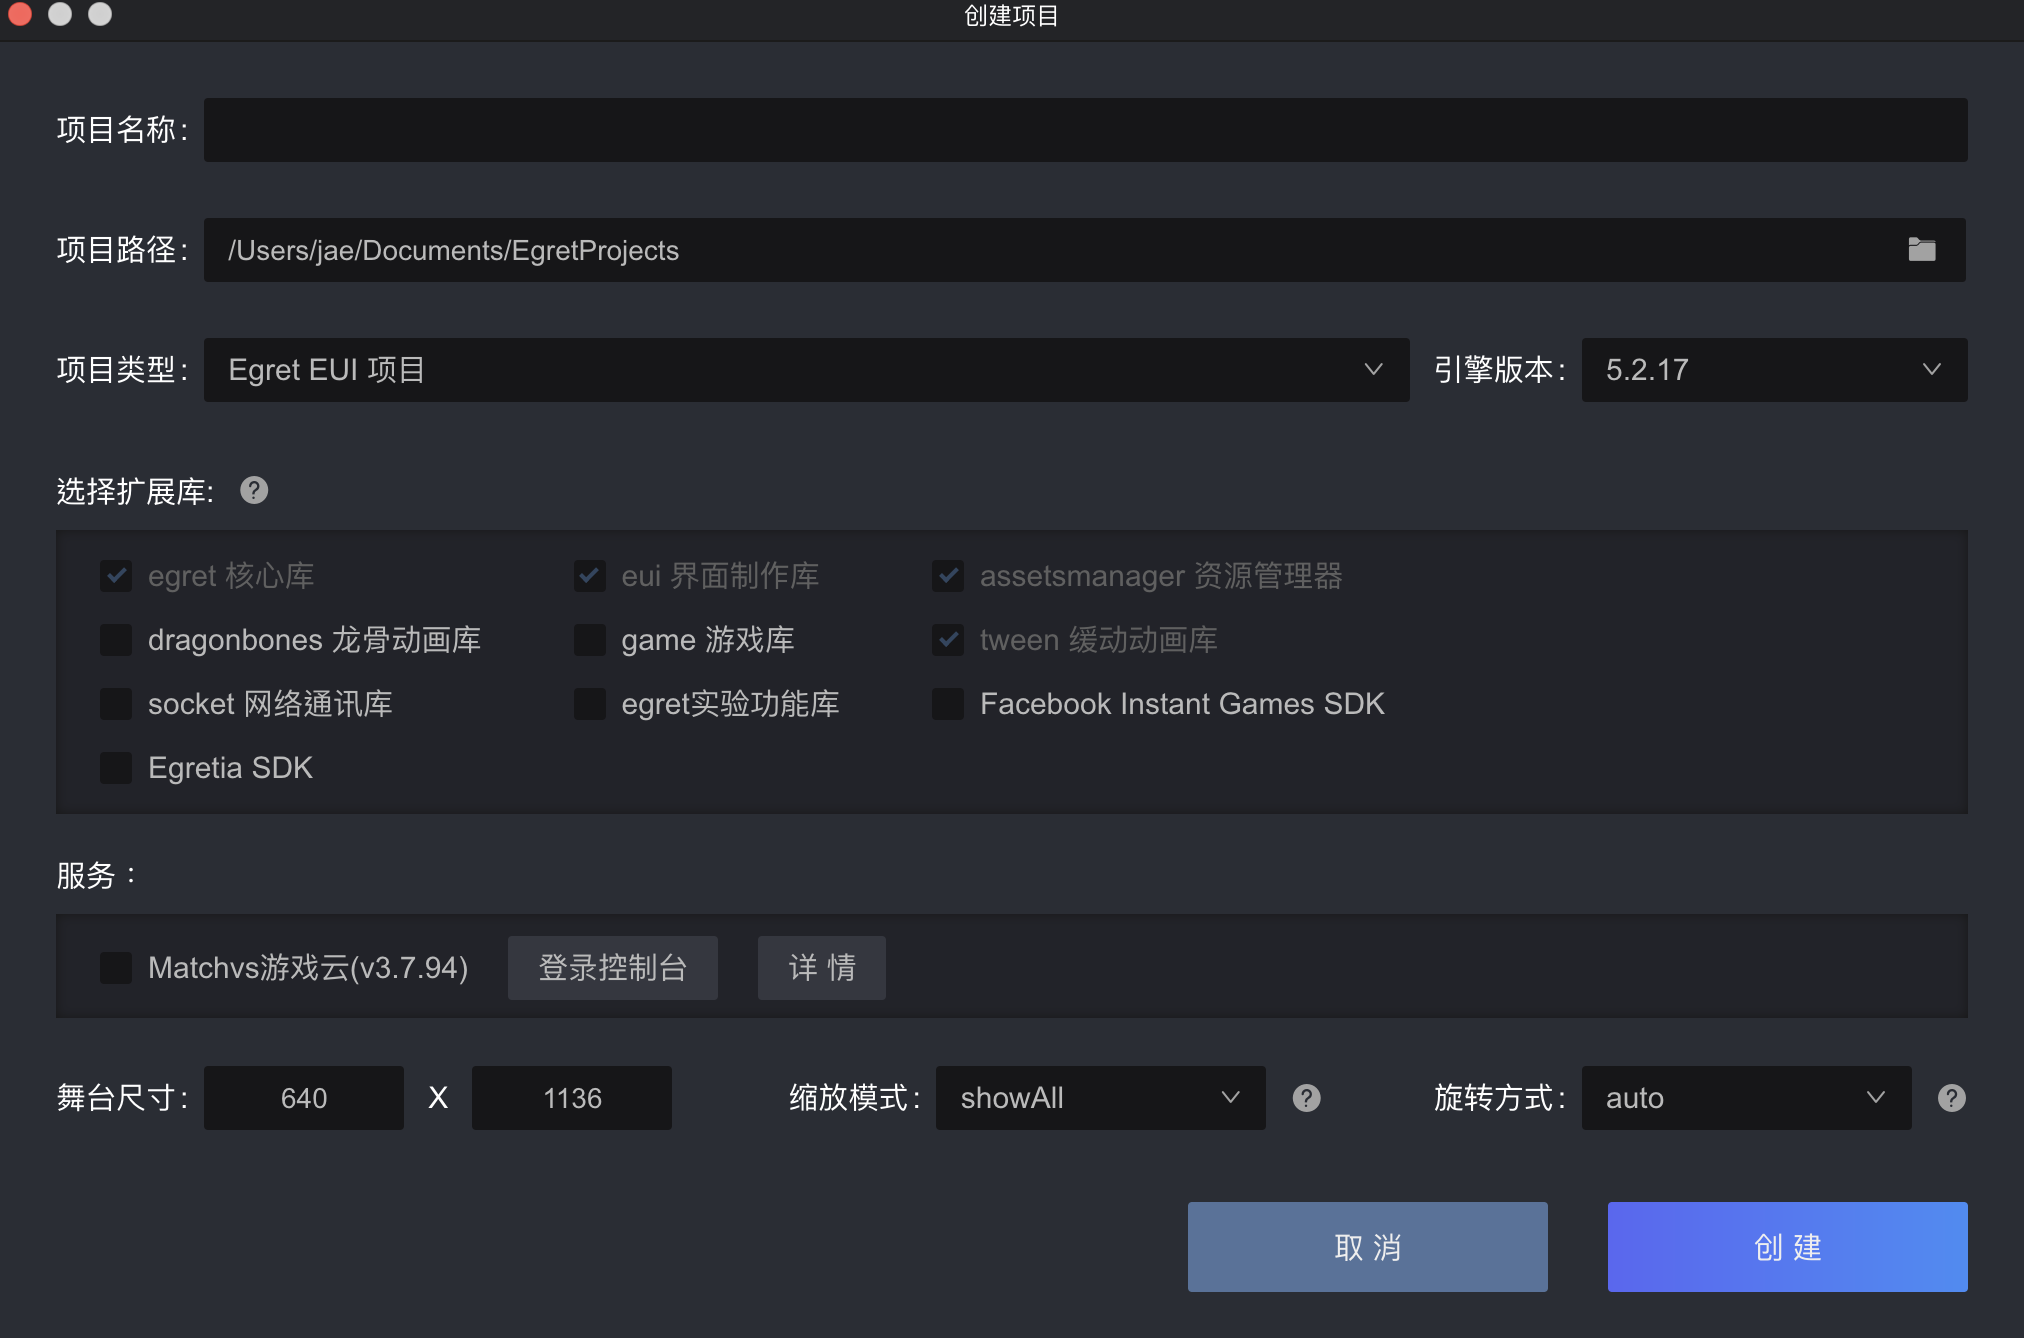 创建项目
项目名称:
项目路径: /Users/jae/Documents/EgretProjects
项目类型: Egret EUI 项目 引擎版本: 5.2.17
选择扩展库: ?
egret 核心库 eui 界面制作库 assetsmanager 资源管理器
dragonbones 龙骨动画库 game 游戏库 tween 缓动动画库
socket 网络通讯库 egret实验功能库 Facebook Instant Games SDK
Egretia SDK
服务：
Matchvs游戏云(v3.7.94) 登录控制台 详 情
舞台尺寸: 640 X 1136 缩放模式: showAll ? 旋转方式: auto ?
取 消 创 建